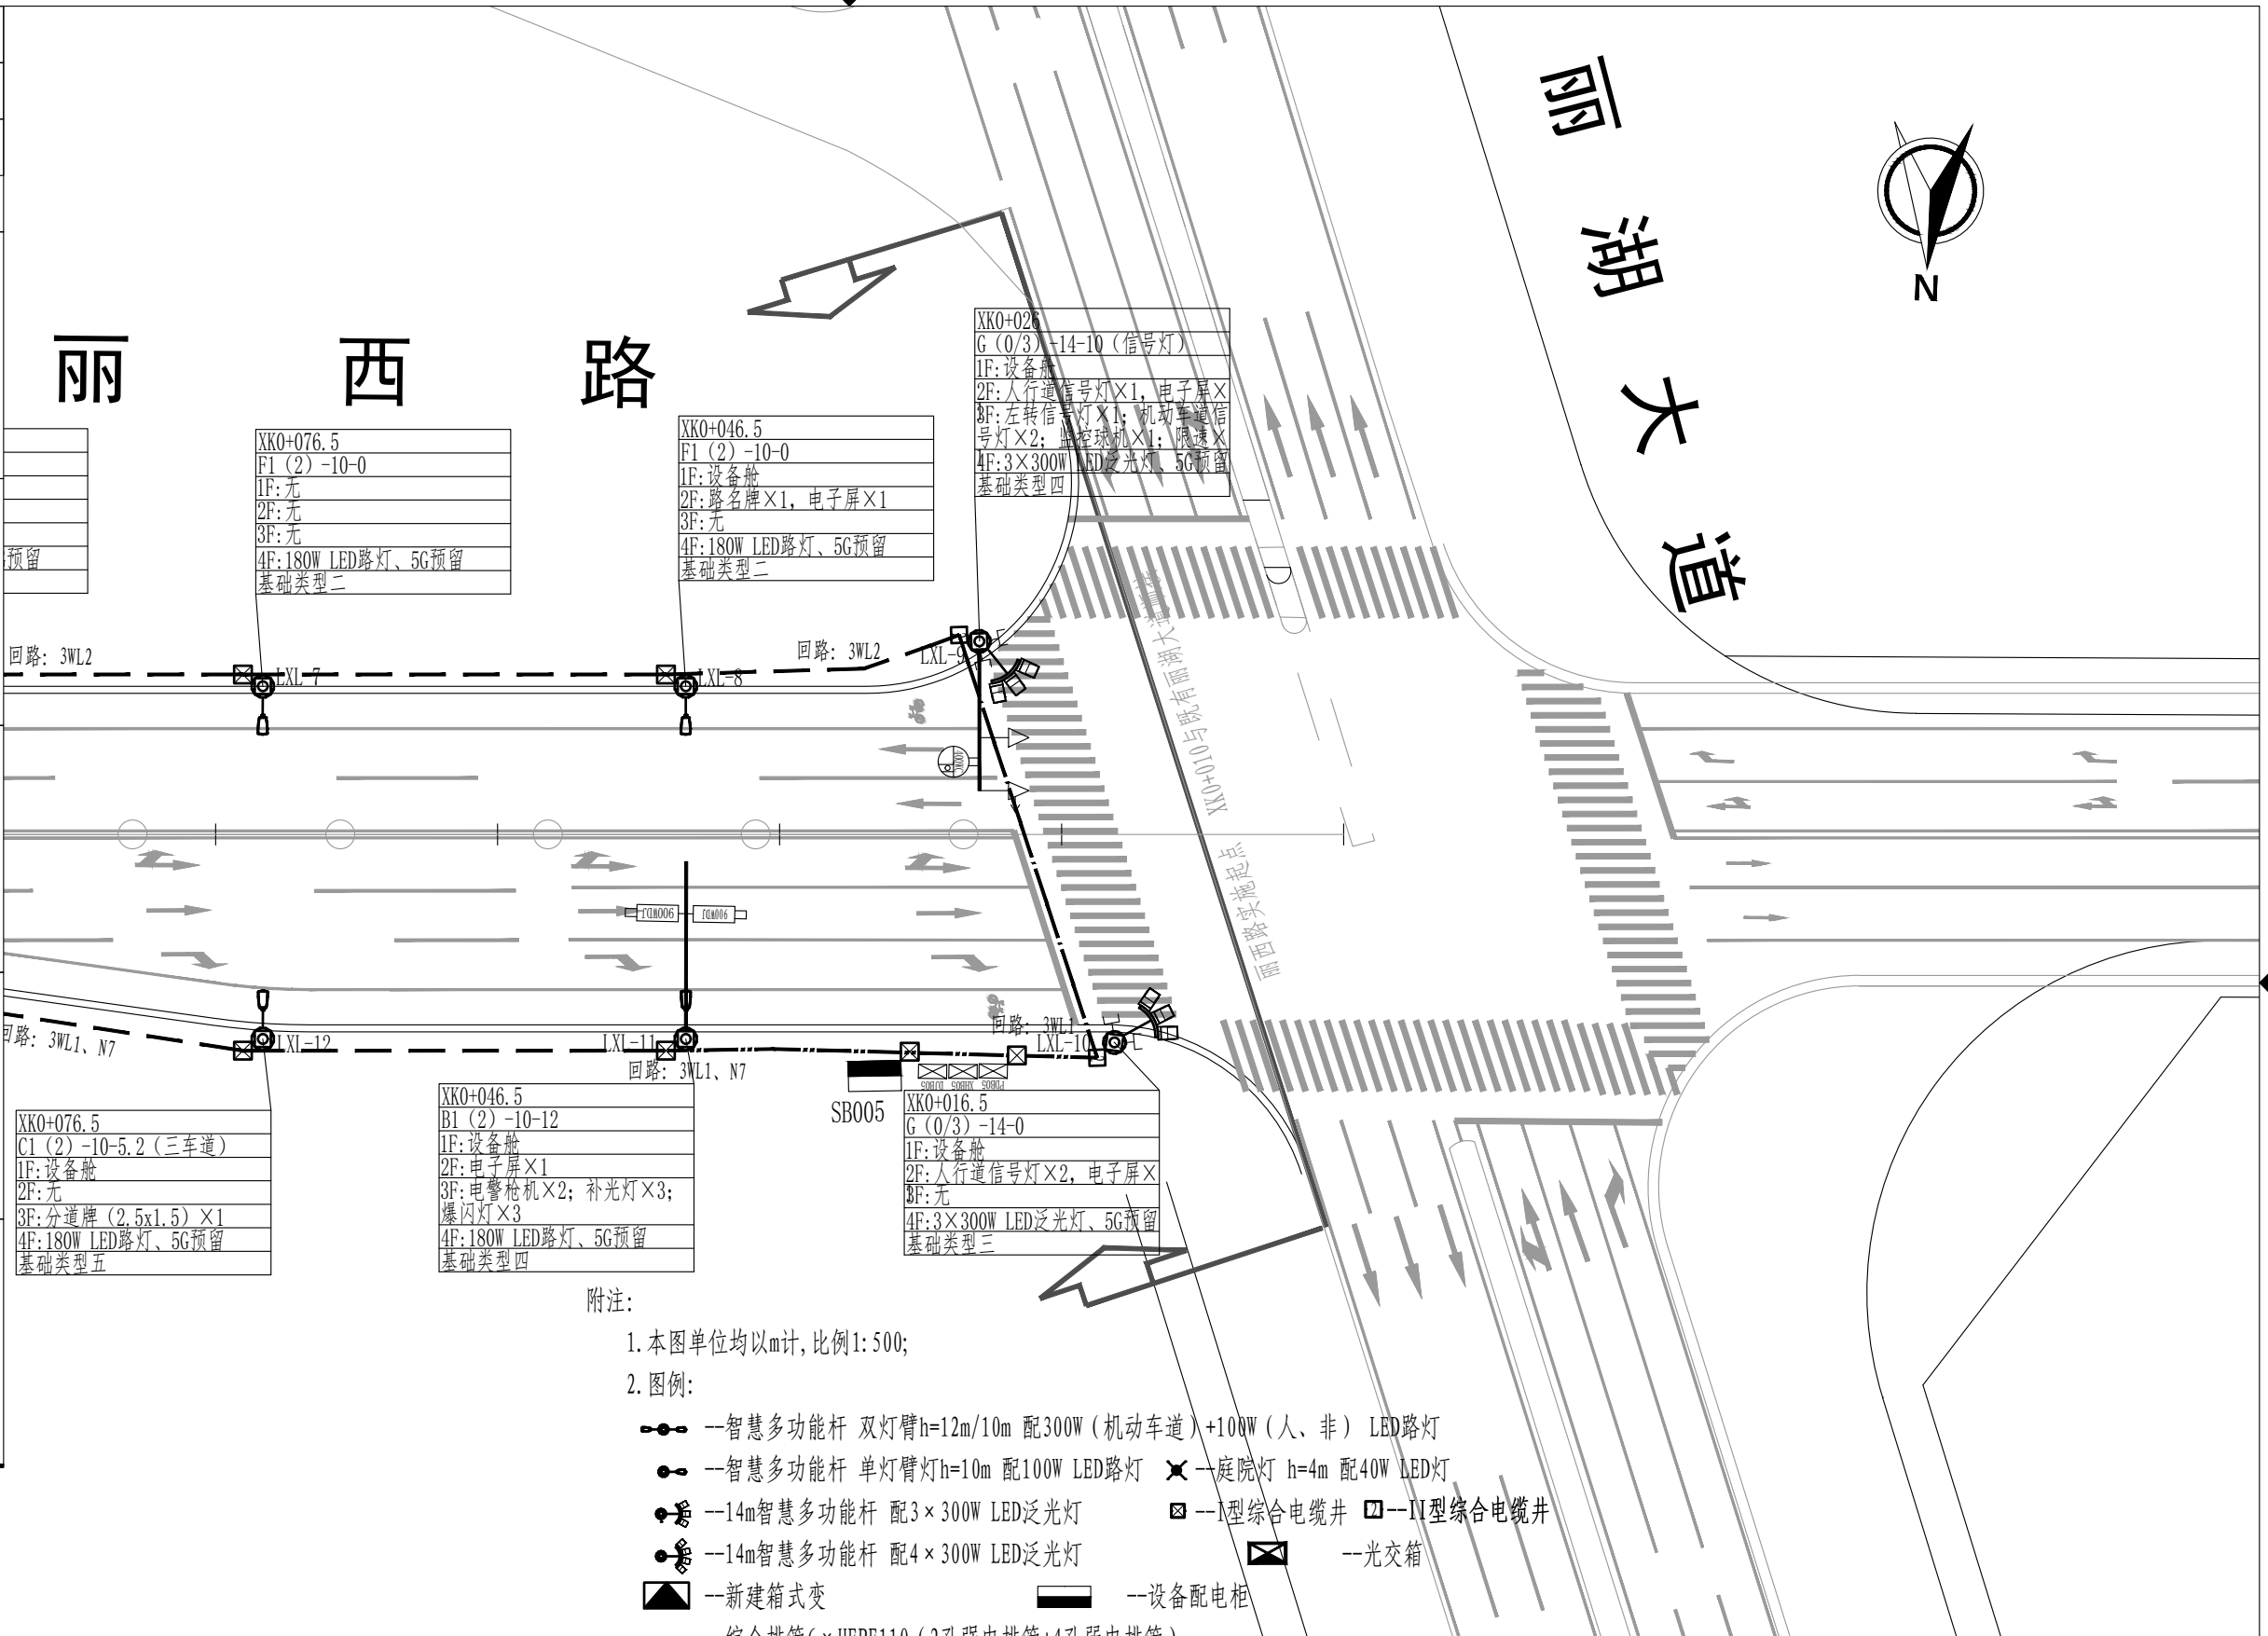 丽湖大道
N
丽西路
XK0+026
G（0/3）-14-10（信号灯）
1F:设备舱
2F:人行道信号灯×1，电子屏×
3F:左转信号灯×1；机动车道信
号灯×2；监控球机×1；限速×
4F:3×300W LED泛光灯、5G预留
基础类型四
XK0+046.5
F1（2）-10-0
1F:设备舱
2F:路名牌×1，电子屏×1
3F:无
4F:180W LED路灯、5G预留
基础类型二
XK0+076.5
F1（2）-10-0
1F:无
2F:无
3F:无
4F:180W LED路灯、5G预留
基础类型二
预留
回路：3WL2
回路：3WL2
LXL-7
LXL-8
LXL-9
XK0+010与既有丽湖大道顺接
丽西路实施起点
回路：3WL1、N7
LXL-12
LXL-11
回路：3WL1、N7
回路：3WL1
LXL-10
SB005
DJB05
XHB05
PDB05
XK0+076.5
C1（2）-10-5.2（三车道）
1F:设备舱
2F:无
3F:分道牌（2.5x1.5）×1
4F:180W LED路灯、5G预留
基础类型五
XK0+046.5
B1（2）-10-12
1F:设备舱
2F:电子屏×1
3F:电警枪机×2；补光灯×3；
爆闪灯×3
4F:180W LED路灯、5G预留
基础类型四
XK0+016.5
G（0/3）-14-0
1F:设备舱
2F:人行道信号灯×2，电子屏×
3F:无
4F:3×300W LED泛光灯、5G预留
基础类型三
附注:
1.本图单位均以m计,比例1:500;
2.图例:
--智慧多功能杆 双灯臂h=12m/10m 配300W（机动车道）+100W（人、非） LED路灯
--智慧多功能杆 单灯臂灯h=10m 配100W LED路灯 --庭院灯 h=4m 配40W LED灯
--14m智慧多功能杆 配3×300W LED泛光灯 --I型综合电缆井 --II型综合电缆井
--14m智慧多功能杆 配4×300W LED泛光灯 --光交箱
--新建箱式变 --设备配电柜